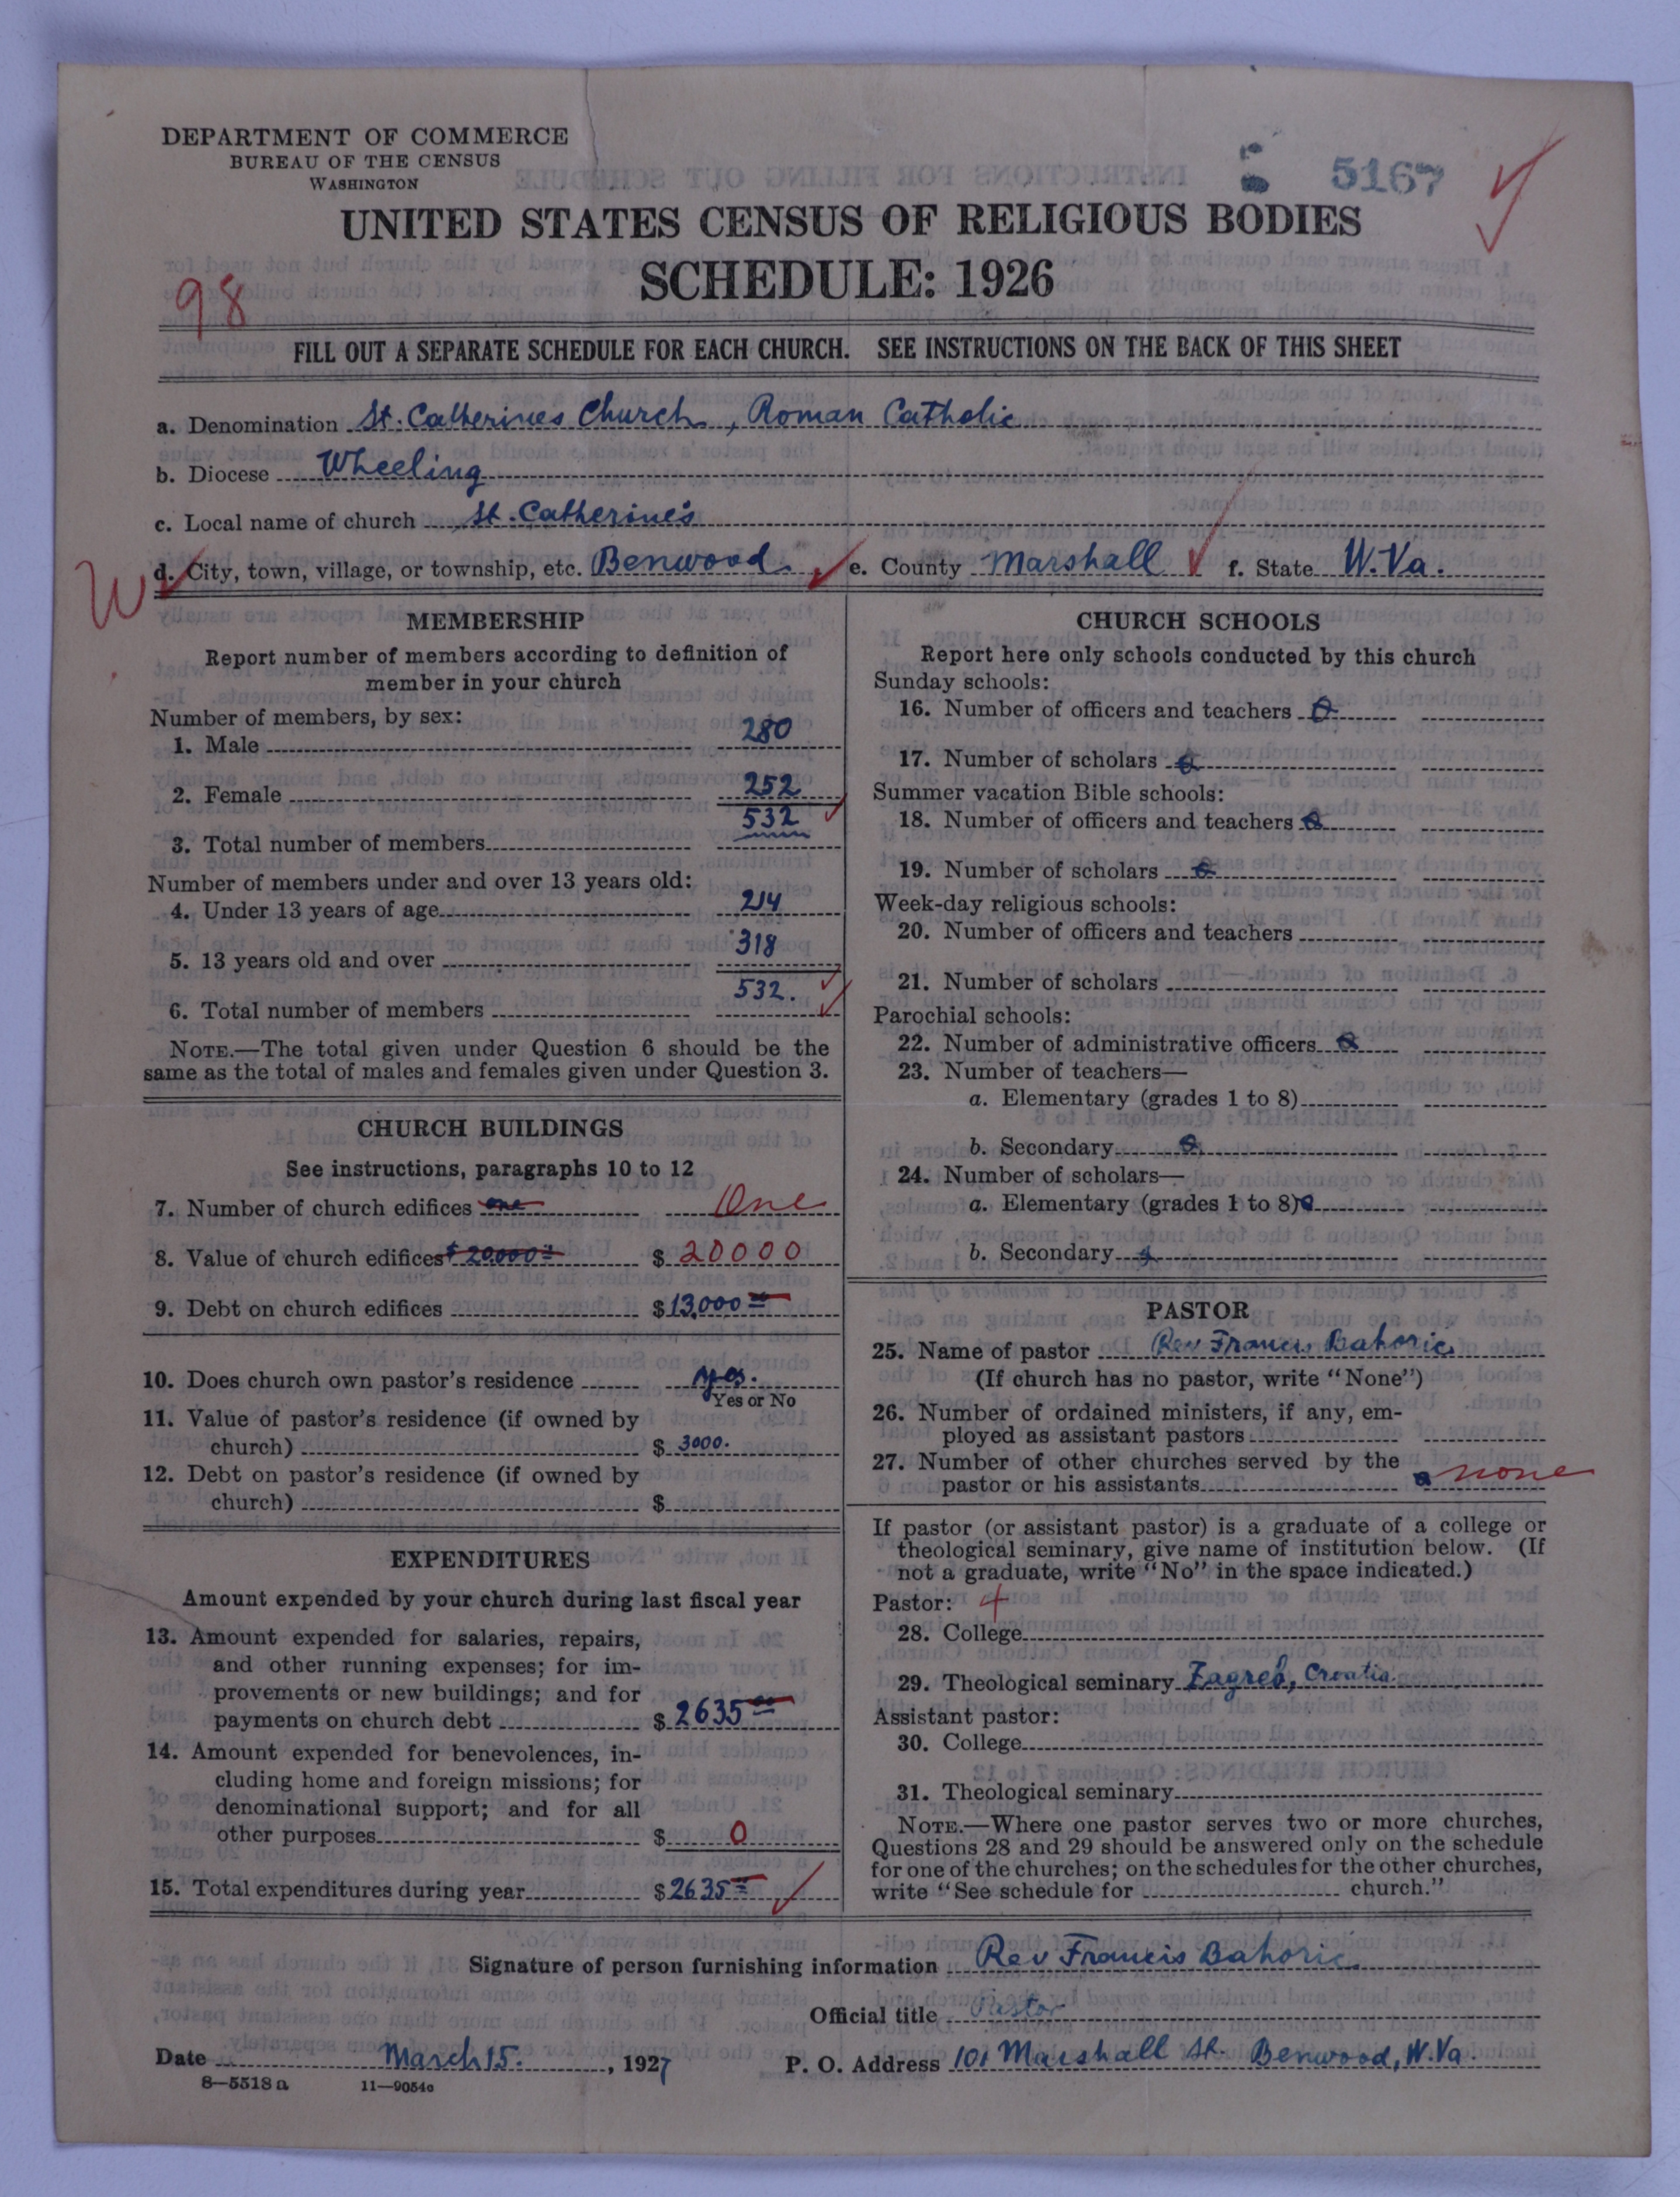 DEPARTMENT OF COMMERCE
BUREAU OF THE CENSUS
WASHINGTON
5167
UNITED STATES CENSUS OF RELIGIOUS BODIES
SCHEDULE: 1926
98
FILL OUT A SEPARATE SCHEDULE FOR EACH CHURCH. SEE INSTRUCTIONS ON THE BACK OF THIS SHEET
a. Denomination St. Catherines Church, Roman Catholic
b. Diocese Wheeling
c. Local name of church St. Catherine's
W d. City, town, village, or township, etc. Benwood. e. County Marshall f. State W. Va.
MEMBERSHIP
Report number of members according to definition of
member in your church
Number of members, by sex:
1. Male 280
2. Female 252
532
3. Total number of members
Number of members under and over 13 years old:
4. Under 13 years of age 214
318
5. 13 years old and over
532.
6. Total number of members
NOTE.—The total given under Question 6 should be the
same as the total of males and females given under Question 3.
CHURCH BUILDINGS
See instructions, paragraphs 10 to 12
7. Number of church edifices one One
8. Value of church edifices $20,000 $ 20000
9. Debt on church edifices $ 13,000
10. Does church own pastor's residence yes.
Yes or No
11. Value of pastor's residence (if owned by
church) $ 3000.
12. Debt on pastor's residence (if owned by
church) $
EXPENDITURES
Amount expended by your church during last fiscal year
13. Amount expended for salaries, repairs,
and other running expenses; for im-
provements or new buildings; and for
payments on church debt $ 2635 00
14. Amount expended for benevolences, in-
cluding home and foreign missions; for
denominational support; and for all
other purposes $ 0
15. Total expenditures during year $ 2635
CHURCH SCHOOLS
Report here only schools conducted by this church
Sunday schools:
16. Number of officers and teachers 0
17. Number of scholars 0
Summer vacation Bible schools:
18. Number of officers and teachers 0
19. Number of scholars 0
Week-day religious schools:
20. Number of officers and teachers
21. Number of scholars
Parochial schools:
22. Number of administrative officers 0
23. Number of teachers—
a. Elementary (grades 1 to 8)
b. Secondary 0
24. Number of scholars—
a. Elementary (grades 1 to 8) 0
b. Secondary
PASTOR
25. Name of pastor Rev Francis Bahoric
(If church has no pastor, write "None")
26. Number of ordained ministers, if any, em-
ployed as assistant pastors
27. Number of other churches served by the
pastor or his assistants none
If pastor (or assistant pastor) is a graduate of a college or
theological seminary, give name of institution below. (If
not a graduate, write "No" in the space indicated.)
Pastor: 4
28. College
29. Theological seminary Zagreb, Croatia
Assistant pastor:
30. College
31. Theological seminary
NOTE.—Where one pastor serves two or more churches,
Questions 28 and 29 should be answered only on the schedule
for one of the churches; on the schedules for the other churches,
write "See schedule for church."
Signature of person furnishing information Rev Francis Bahoric
Official title Pastor
Date March 15. , 1927 P. O. Address 101 Marshall St. Benwood, W. Va.
8—5518 a 11—9054a